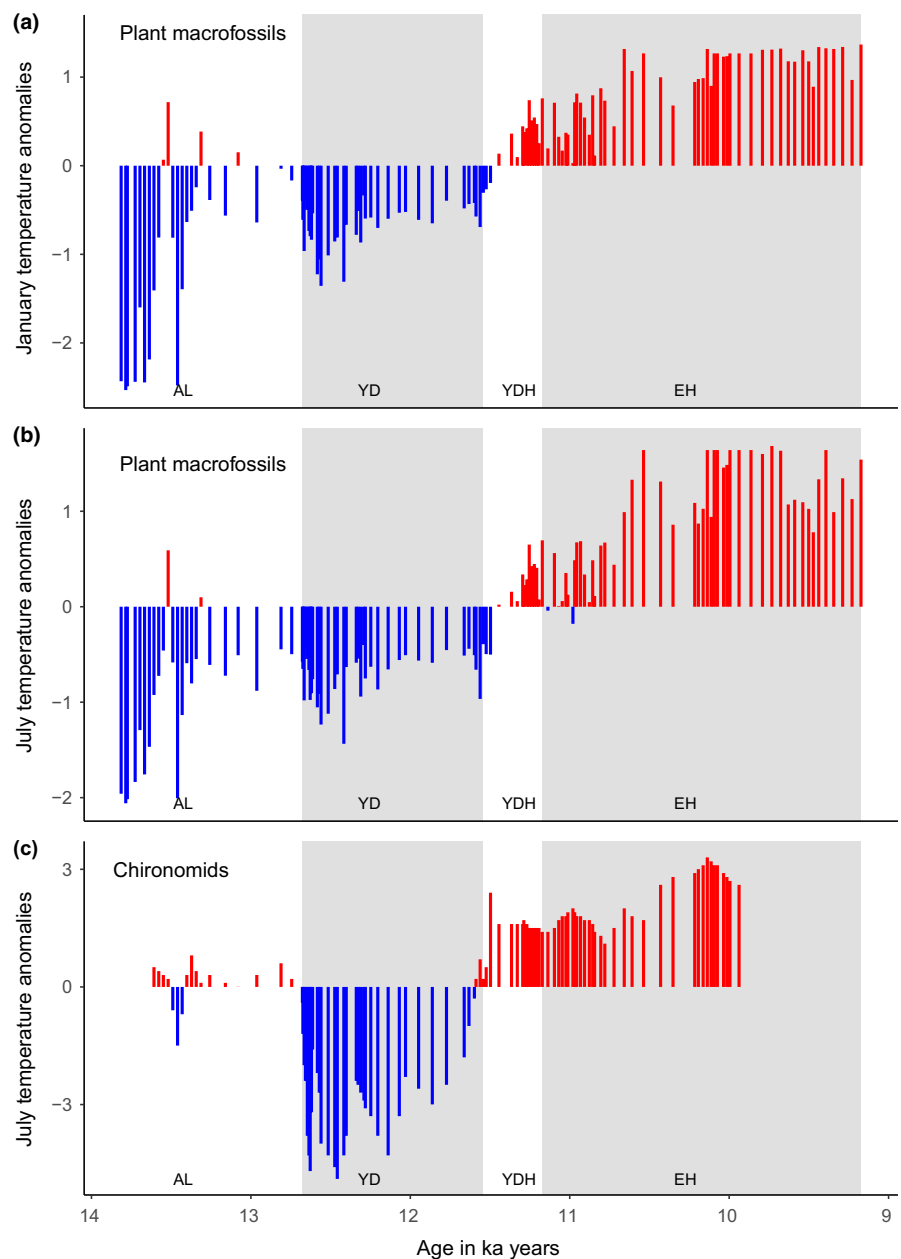 (a)
Plant macrofossils
January temperature anomalies
1
0
−1
−2
AL
YD
YDH
EH
(b)
Plant macrofossils
July temperature anomalies
1
0
−1
−2
AL
YD
YDH
EH
(c)
Chironomids
July temperature anomalies
3
0
−3
AL
YD
YDH
EH
14
13
12
11
10
9
Age in ka years